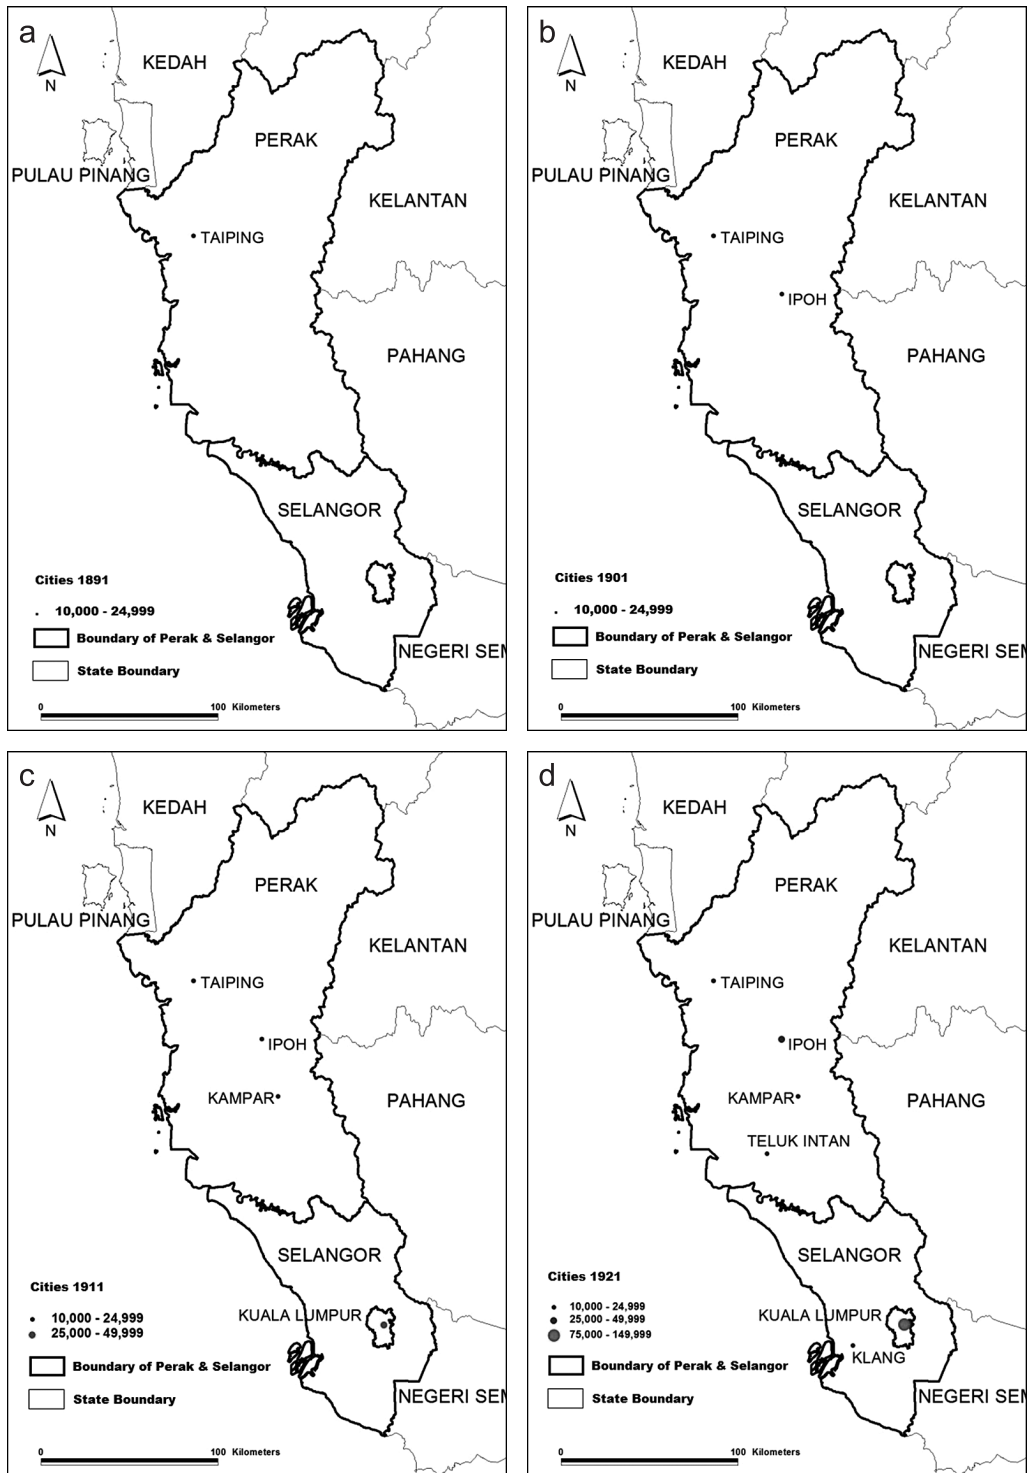 a
N
KEDAH
PERAK
PULAU PINANG
KELANTAN
TAIPING
PAHANG
SELANGOR
Cities 1891
10,000 - 24,999
Boundary of Perak & Selangor
NEGERI SEM
State Boundary
0 100 Kilometers
b
N
KEDAH
PERAK
PULAU PINANG
KELANTAN
TAIPING
IPOH
PAHANG
SELANGOR
Cities 1901
10,000 - 24,999
Boundary of Perak & Selangor
NEGERI SEM
State Boundary
0 100 Kilometers
c
N
KEDAH
PERAK
PULAU PINANG
KELANTAN
TAIPING
IPOH
KAMPAR
PAHANG
SELANGOR
Cities 1911
KUALA LUMPUR
10,000 - 24,999
25,000 - 49,999
Boundary of Perak & Selangor
NEGERI SEM
State Boundary
0 100 Kilometers
d
N
KEDAH
PERAK
PULAU PINANG
KELANTAN
TAIPING
IPOH
KAMPAR
PAHANG
TELUK INTAN
SELANGOR
Cities 1921
10,000 - 24,999
KUALA LUMPUR
25,000 - 49,999
75,000 - 149,999
KLANG
Boundary of Perak & Selangor
NEGERI SEM
State Boundary
0 100 Kilometers